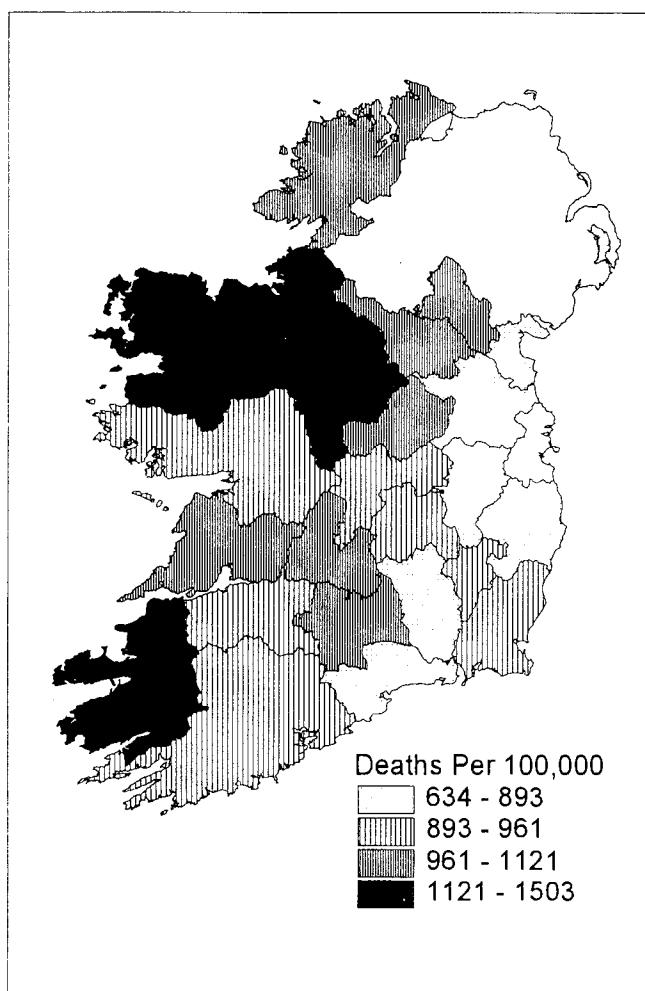 Deaths Per 100,000
634 - 893
893 - 961
961 - 1121
1121 - 1503